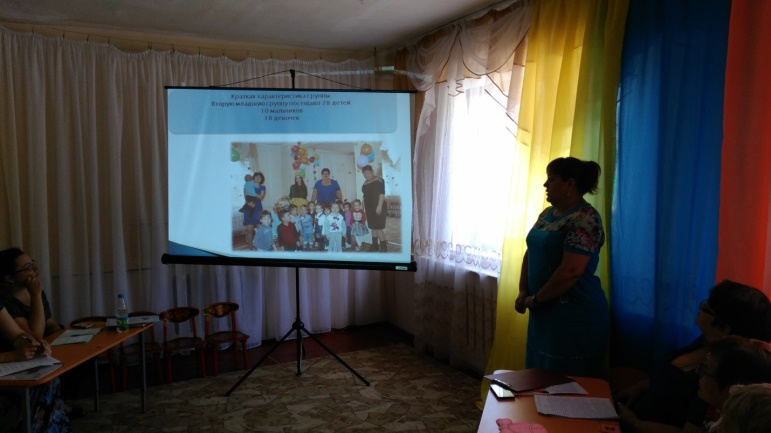 Краткая характеристика группы
Вторую младшую группу посещают 28 детей:
10 мальчиков
18 девочек